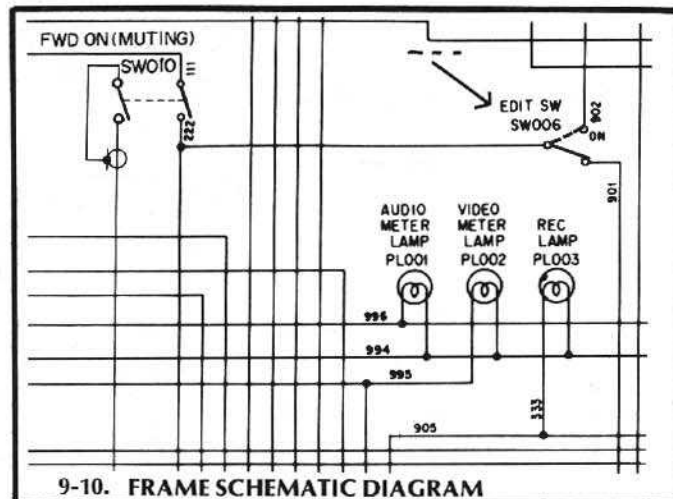 FWD ON (MUTING)
SW010
111
222
EDIT SW
SW006
902
ON
901
AUDIO
METER
LAMP
PL001
VIDEO
METER
LAMP
PL002
REC
LAMP
PL003
996
994
995
333
905
9-10. FRAME SCHEMATIC DIAGRAM